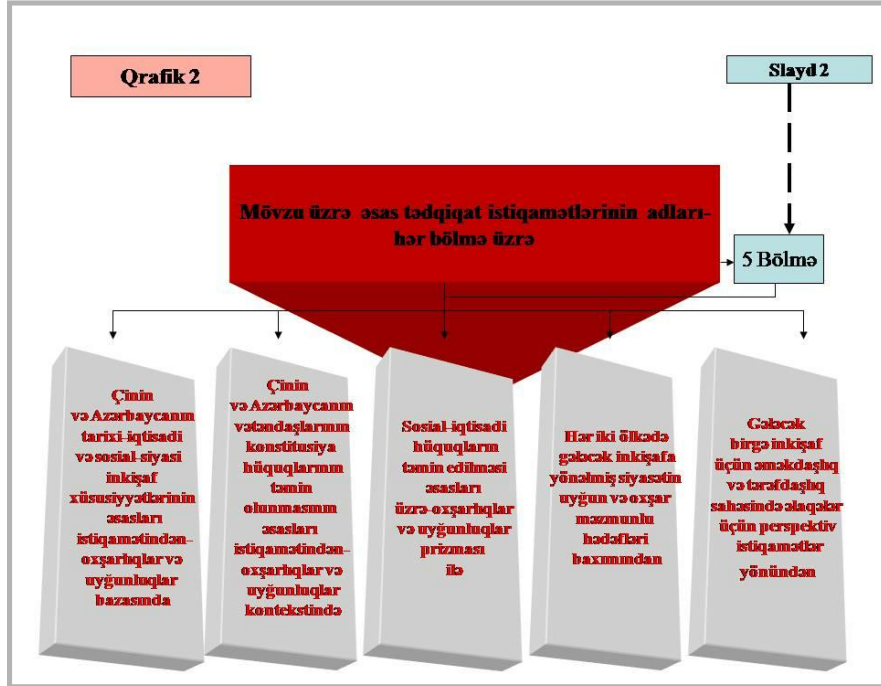 Qrafik 2
Slayd 2
Mövzu üzrə əsas tədqiqat istiqamətlərinin adları-
hər bölmə üzrə
5 Bölmə
Çinin
və Azərbaycanın
tarixi-iqtisadi
və sosial-siyasi
inkişaf
xüsusiyyətlərinin
əsasları
istiqamətindən-
oxşarlıqlar və
uyğunluqlar
bazasında
Çinin
və Azərbaycanın
vətəndaşlarının
konstitusiya
hüquqlarının
təmin
olunmasının
əsasları
istiqamətindən-
oxşarlıqlar və
uyğunluqlar
kontekstində
Sosial-iqtisadi
hüquqların
təmin edilməsi
əsasları
üzrə-oxşarlıqlar
və uyğunluqlar
prizması
ilə
Hər iki ölkədə
gələcək inkişafa
yönəlmiş siyasətin
uyğun və oxşar
məzmunlu
hədəfləri
baxımından
Gələcək
birgə inkişaf
üçün əməkdaşlıq
və tərəfdaşlıq
sahəsində əlaqələr
üçün perspektiv
istiqamətlər
yönündən